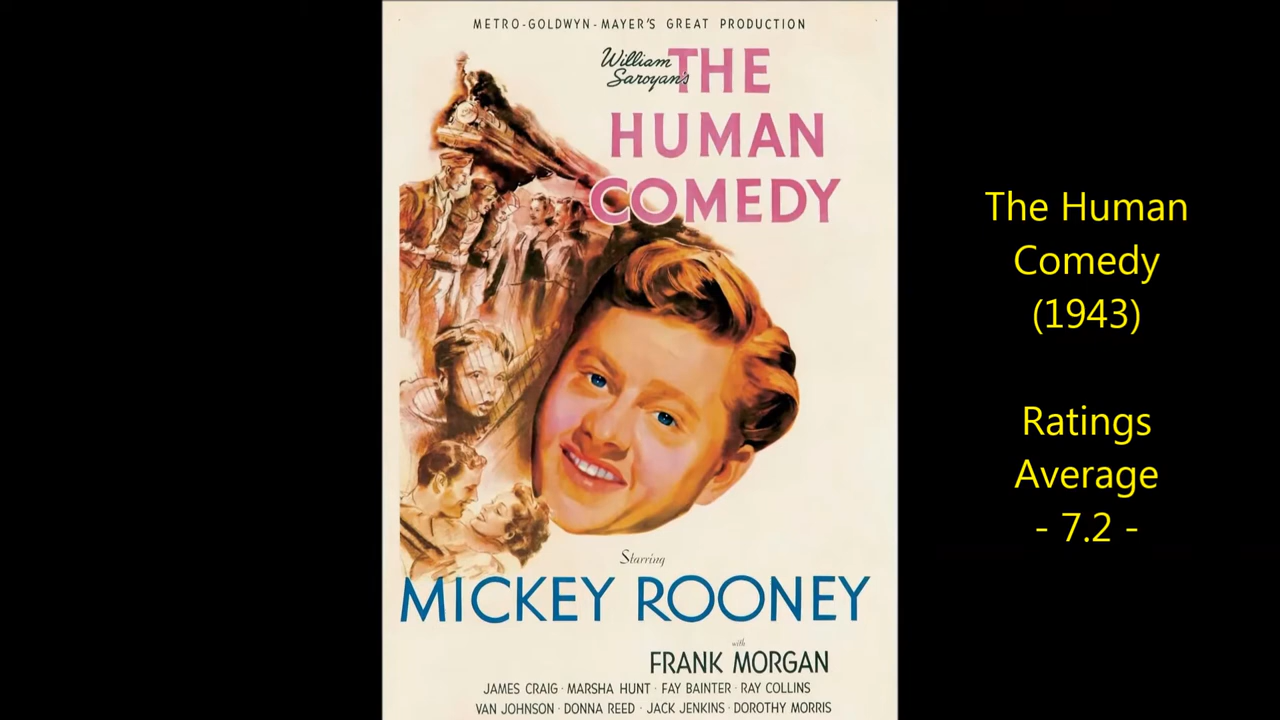 METRO-GOLDWYN-MAYER'S GREAT PRODUCTION
William
Saroyan's
THE
HUMAN
COMEDY
Starring
MICKEY ROONEY
with
FRANK MORGAN
JAMES CRAIG · MARSHA HUNT · FAY BAINTER · RAY COLLINS
VAN JOHNSON · DONNA REED · JACK JENKINS · DOROTHY MORRIS
The Human
Comedy
(1943)
Ratings
Average
- 7.2 -